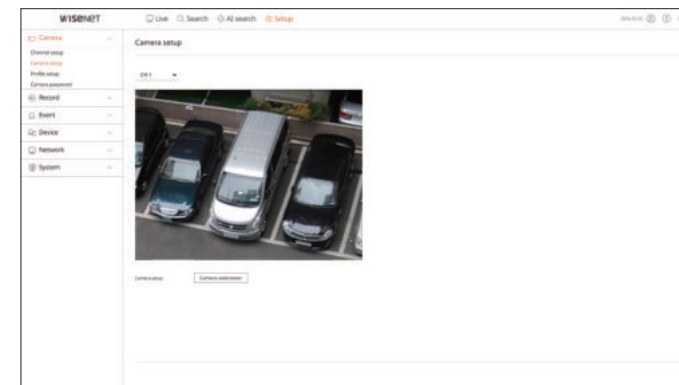 WISENET Live Search AI search Setup
Camera
Channel setup
Camera setup
Profile setup
Camera password
Record
Event
Device
Network
System
Camera setup
CH 1
Camera setup Camera webviewer